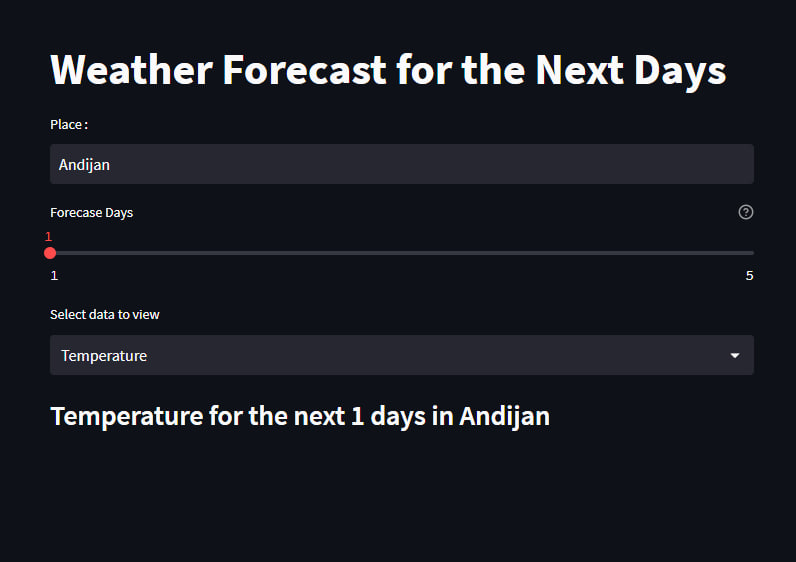 Weather Forecast for the Next Days
Place :
Andijan
Forecase Days
1
1 5
Select data to view
Temperature
Temperature for the next 1 days in Andijan